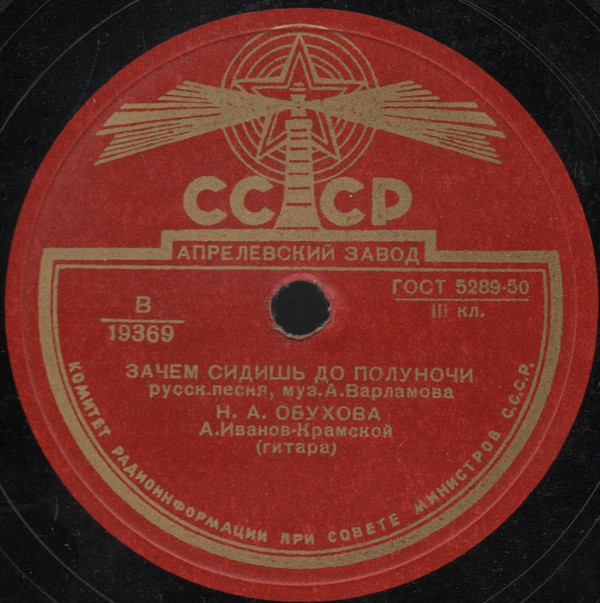 СССР
АПРЕЛЕВСКИЙ ЗАВОД
ГОСТ 5289-50
III кл.
В
19369
ЗАЧЕМ СИДИШЬ ДО ПОЛУНОЧИ
русск.песня, муз.А.Варламова
Н. А. ОБУХОВА
А.Иванов-Крамской
(гитара)
КОМИТЕТ РАДИОИНФОРМАЦИИ ПРИ СОВЕТЕ МИНИСТРОВ С.С.С.Р.